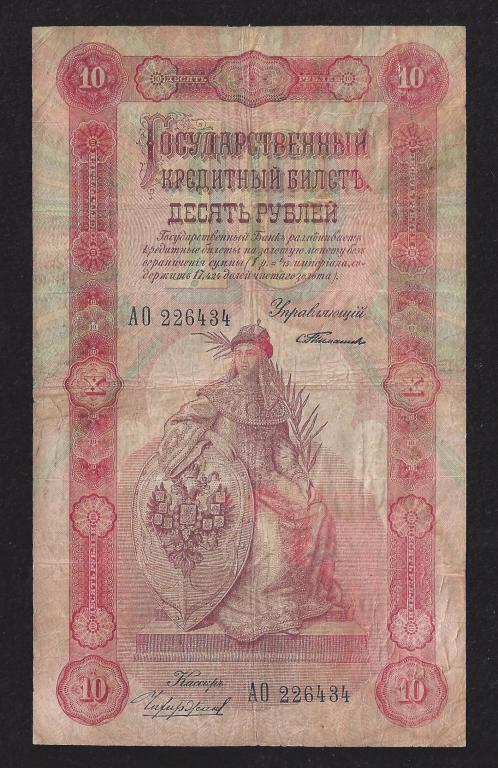 10 ДЕСЯТЬ РУБЛЕЙ 10
Государственный
кредитный билетъ.
ДЕСЯТЬ РУБЛЕЙ
Государственный Банкъ размѣниваетъ
кредитные билеты на золотую монету безъ
ограниченія суммы (1 р. = 1/15 имперіала, со-
держитъ 17,424 долей чистаго золота).
АО 226434
Управляющій
С. Тимашевъ
X X
Кассиръ
АО 226434
10 10